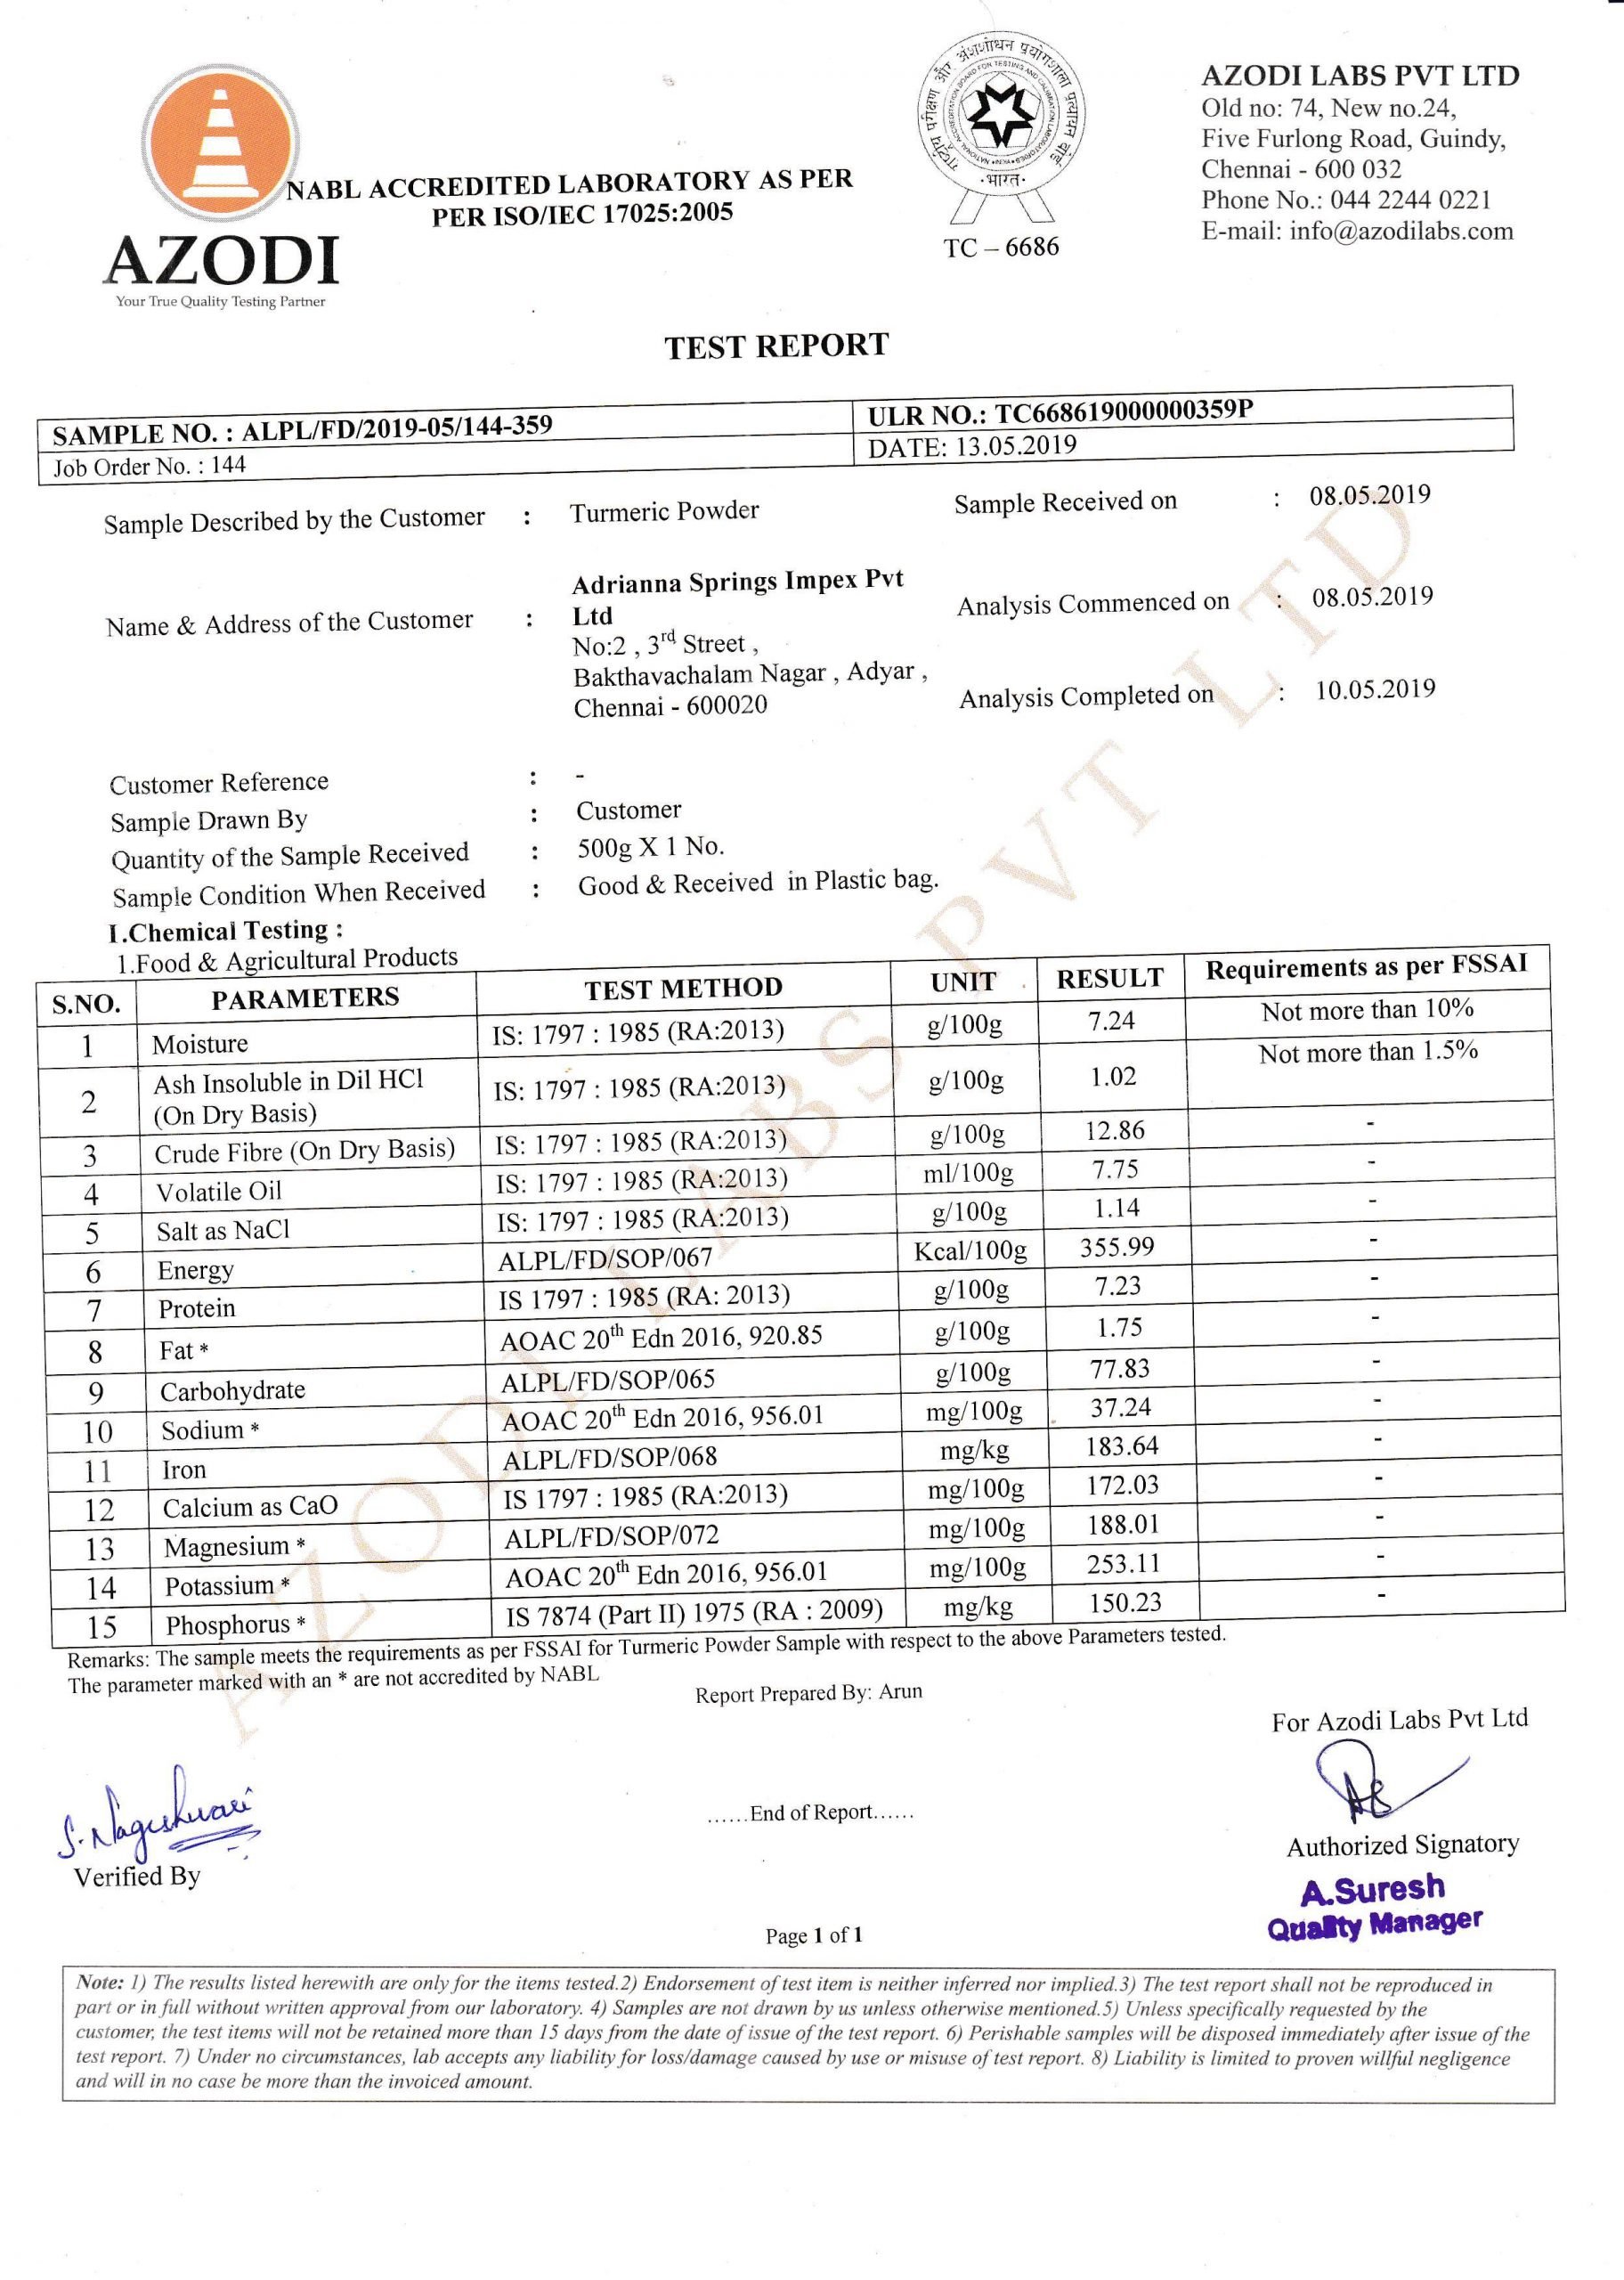 NABL ACCREDITED LABORATORY AS PER
PER ISO/IEC 17025:2005
AZODI
Your True Quality Testing Partner
राष्ट्रीय परीक्षण और अंशशोधन प्रयोगशाला प्रत्यायन बोर्ड
NATIONAL ACCREDITATION BOARD FOR TESTING AND CALIBRATION LABORATORIES
भारत
TC – 6686
AZODI LABS PVT LTD
Old no: 74, New no.24,
Five Furlong Road, Guindy,
Chennai - 600 032
Phone No.: 044 2244 0221
E-mail: info@azodilabs.com
TEST REPORT
SAMPLE NO. : ALPL/FD/2019-05/144-359 ULR NO.: TC668619000000359P
Job Order No. : 144 DATE: 13.05.2019
Sample Described by the Customer : Turmeric Powder Sample Received on : 08.05.2019
Name & Address of the Customer : Adrianna Springs Impex Pvt
Ltd
No:2 , 3rd Street ,
Bakthavachalam Nagar , Adyar ,
Chennai - 600020
Analysis Commenced on : 08.05.2019
Analysis Completed on : 10.05.2019
Customer Reference : -
Sample Drawn By : Customer
Quantity of the Sample Received : 500g X 1 No.
Sample Condition When Received : Good & Received in Plastic bag.
I.Chemical Testing :
1.Food & Agricultural Products
S.NO. PARAMETERS TEST METHOD UNIT RESULT Requirements as per FSSAI
1 Moisture IS: 1797 : 1985 (RA:2013) g/100g 7.24 Not more than 10%
2 Ash Insoluble in Dil HCl (On Dry Basis) IS: 1797 : 1985 (RA:2013) g/100g 1.02 Not more than 1.5%
3 Crude Fibre (On Dry Basis) IS: 1797 : 1985 (RA:2013) g/100g 12.86 -
4 Volatile Oil IS: 1797 : 1985 (RA:2013) ml/100g 7.75 -
5 Salt as NaCl IS: 1797 : 1985 (RA:2013) g/100g 1.14 -
6 Energy ALPL/FD/SOP/067 Kcal/100g 355.99 -
7 Protein IS 1797 : 1985 (RA: 2013) g/100g 7.23 -
8 Fat * AOAC 20th Edn 2016, 920.85 g/100g 1.75 -
9 Carbohydrate ALPL/FD/SOP/065 g/100g 77.83 -
10 Sodium * AOAC 20th Edn 2016, 956.01 mg/100g 37.24 -
11 Iron ALPL/FD/SOP/068 mg/kg 183.64 -
12 Calcium as CaO IS 1797 : 1985 (RA:2013) mg/100g 172.03 -
13 Magnesium * ALPL/FD/SOP/072 mg/100g 188.01 -
14 Potassium * AOAC 20th Edn 2016, 956.01 mg/100g 253.11 -
15 Phosphorus * IS 7874 (Part II) 1975 (RA : 2009) mg/kg 150.23 -
AZODI LABS PVT LTD
Remarks: The sample meets the requirements as per FSSAI for Turmeric Powder Sample with respect to the above Parameters tested.
The parameter marked with an * are not accredited by NABL
Report Prepared By: Arun
For Azodi Labs Pvt Ltd
S. Nageshwari
Verified By
......End of Report......
AS
Authorized Signatory
A.Suresh
Quality Manager
Page 1 of 1
Note: 1) The results listed herewith are only for the items tested.2) Endorsement of test item is neither inferred nor implied.3) The test report shall not be reproduced in
part or in full without written approval from our laboratory. 4) Samples are not drawn by us unless otherwise mentioned.5) Unless specifically requested by the
customer, the test items will not be retained more than 15 days from the date of issue of the test report. 6) Perishable samples will be disposed immediately after issue of the
test report. 7) Under no circumstances, lab accepts any liability for loss/damage caused by use or misuse of test report. 8) Liability is limited to proven willful negligence
and will in no case be more than the invoiced amount.